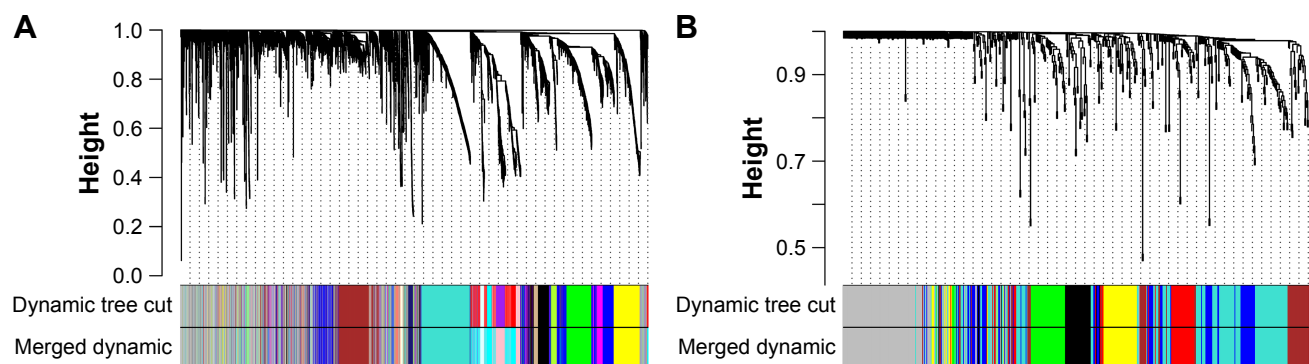 A
Height
1.0
0.8
0.6
0.4
0.2
0.0
Dynamic tree cut
Merged dynamic
B
Height
0.9
0.7
0.5
Dynamic tree cut
Merged dynamic